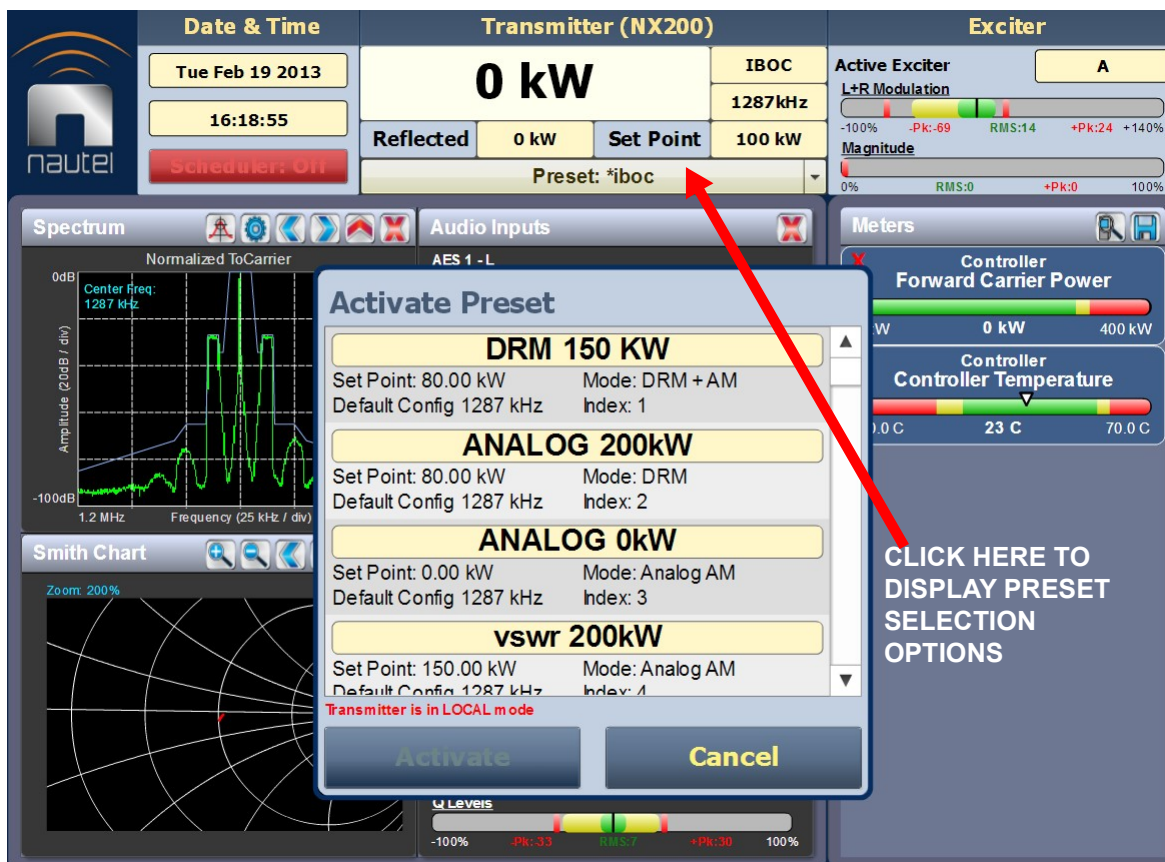 Date & Time
Transmitter (NX200)
Exciter
Tue Feb 19 2013
16:18:55
Scheduler: Off
nautel
0 kW
IBOC
1287kHz
Reflected 0 kW Set Point 100 kW
Preset: *iboc
Active Exciter A
L+R Modulation
-100% -Pk:-69 RMS:14 +Pk:24 +140%
Magnitude
0% RMS:0 +Pk:0 100%
Spectrum
Normalized ToCarrier
0dB
Center Freq:
1287 kHz
Amplitude (20dB / div)
-100dB
1.2 MHz Frequency (25 kHz / div)
Smith Chart
Zoom: 200%
Audio Inputs
AES 1 - L
Activate Preset
DRM 150 KW
Set Point: 80.00 kW Mode: DRM + AM
Default Config 1287 kHz Index: 1
ANALOG 200kW
Set Point: 80.00 kW Mode: DRM
Default Config 1287 kHz Index: 2
ANALOG 0kW
Set Point: 0.00 kW Mode: Analog AM
Default Config 1287 kHz Index: 3
vswr 200kW
Set Point: 150.00 kW Mode: Analog AM
Default Config 1287 kHz Index: 4
Transmitter is in LOCAL mode
Activate Cancel
Q Levels
-100% -Pk:-33 RMS:7 +Pk:30 100%
Meters
Controller
Forward Carrier Power
0 kW 400 kW
Controller
Controller Temperature
23 C 70.0 C
CLICK HERE TO
DISPLAY PRESET
SELECTION
OPTIONS